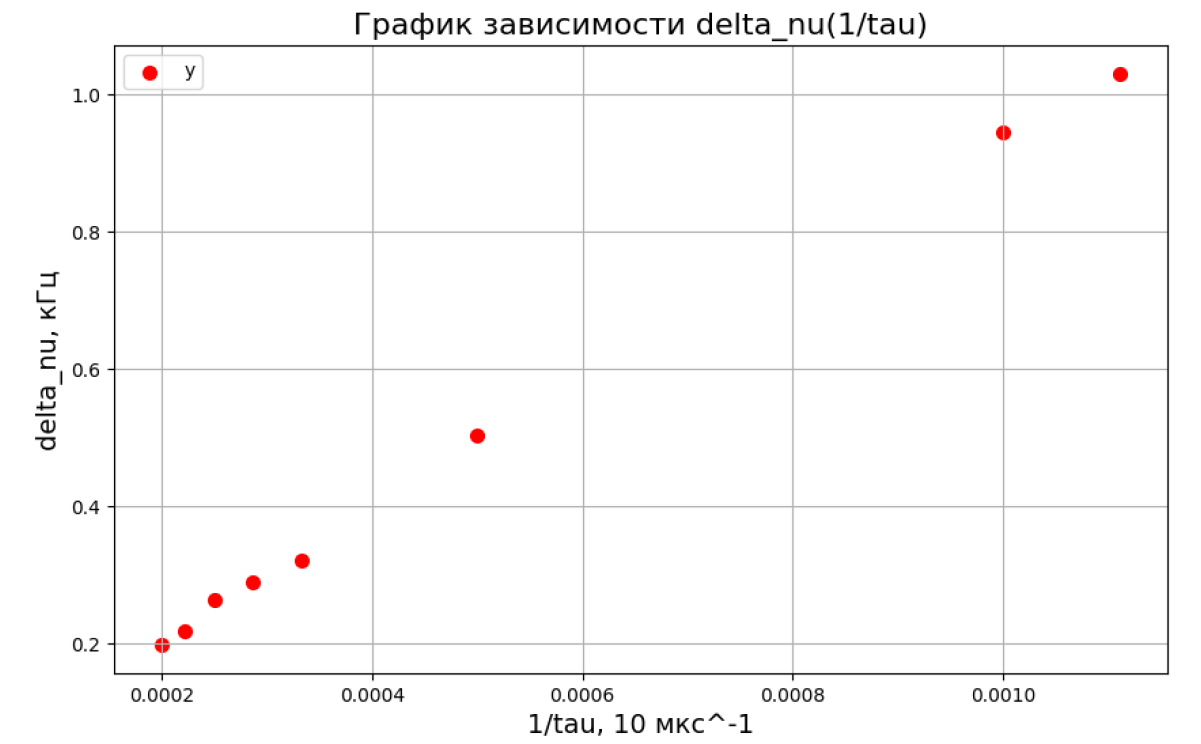 График зависимости delta_nu(1/tau)
y
1.0
0.8
0.6
0.4
0.2
delta_nu, кГц
0.0002
0.0004
0.0006
0.0008
0.0010
1/tau, 10 мкс^-1